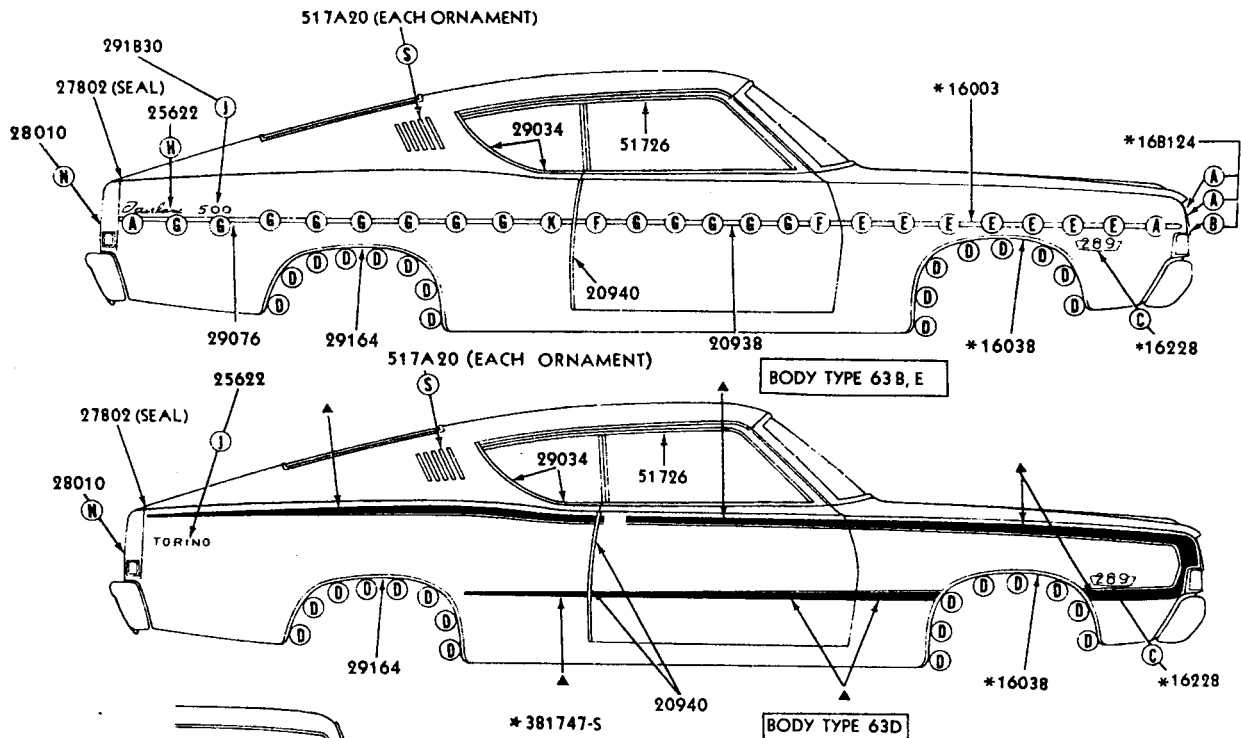 517A20 (EACH ORNAMENT)
S
291B30
J
27802 (SEAL)
25622
H
28010
N
29034
51726
*16003
*16B124
A
A
B
Fairlane 500
A G G G G G G G G K F G G G G G F E E E E E E E A
289
D D D D D D D D
D D D D D D D D
20940
C
29076
29164
20938
*16038
*16228
BODY TYPE 63 B, E
517A20 (EACH ORNAMENT)
S
25622
J
27802 (SEAL)
28010
N
29034
51726
TORINO
289
D D D D D D D D
D D D D D D D D
C
29164
20940
*16038
*16228
*381747-S
BODY TYPE 63D